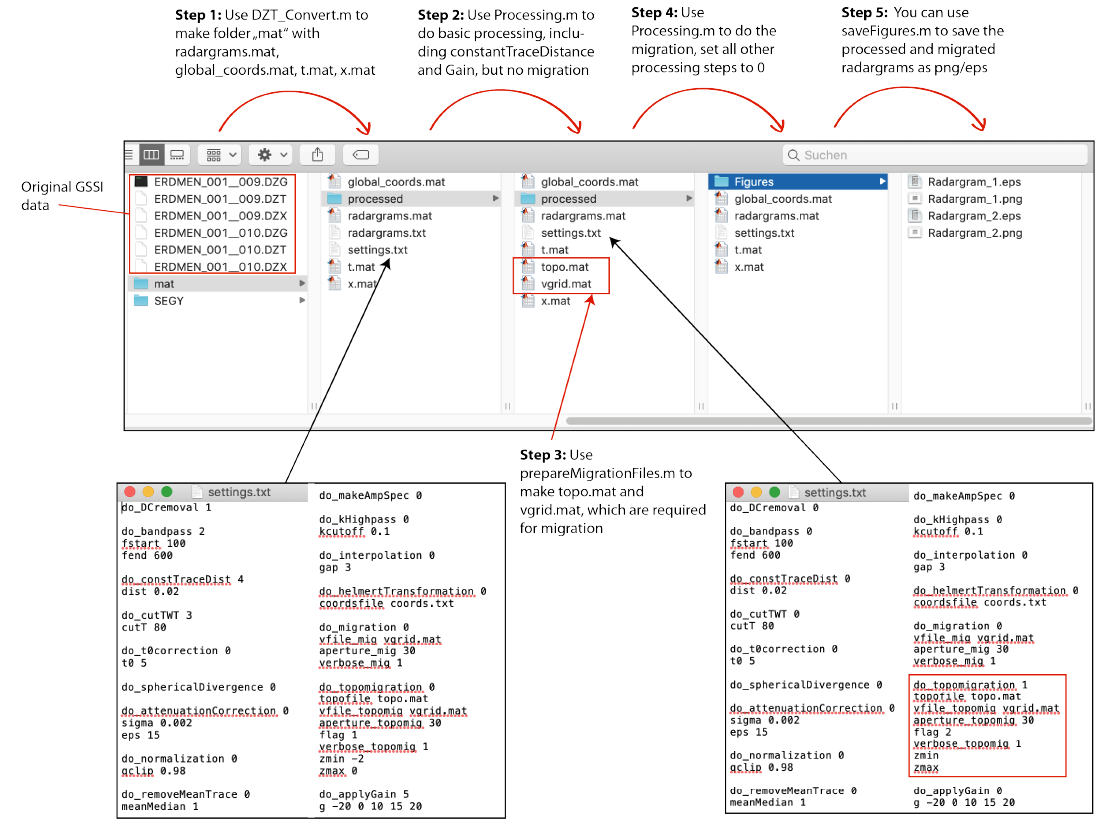 Step 1: Use DZT_Convert.m to
make folder „mat" with
radargrams.mat,
global_coords.mat, t.mat, x.mat
Step 2: Use Processing.m to
do basic processing, inclu-
ding constantTraceDistance
and Gain, but no migration
Step 4: Use
Processing.m to do the
migration, set all other
processing steps to 0
Step 5: You can use
saveFigures.m to save the
processed and migrated
radargrams as png/eps
Suchen
Original GSSI
data
ERDMEN_001__009.DZG
ERDMEN_001__009.DZT
ERDMEN_001__009.DZX
ERDMEN_001__010.DZG
ERDMEN_001__010.DZT
ERDMEN_001__010.DZX
mat
SEGY
global_coords.mat
processed
radargrams.mat
radargrams.txt
settings.txt
t.mat
x.mat
global_coords.mat
processed
radargrams.mat
settings.txt
t.mat
topo.mat
vgrid.mat
x.mat
Figures
global_coords.mat
radargrams.mat
settings.txt
t.mat
x.mat
Radargram_1.eps
Radargram_1.png
Radargram_2.eps
Radargram_2.png
Step 3: Use
prepareMigrationFiles.m to
make topo.mat and
vgrid.mat, which are required
for migration
settings.txt
do_DCremoval 1
do_bandpass 2
fstart 100
fend 600
do_constTraceDist 4
dist 0.02
do_cutTWT 3
cutT 80
do_t0correction 0
t0 5
do_sphericalDivergence 0
do_attenuationCorrection 0
sigma 0.002
eps 15
do_normalization 0
qclip 0.98
do_removeMeanTrace 0
meanMedian 1
do_makeAmpSpec 0
do_kHighpass 0
kcutoff 0.1
do_interpolation 0
gap 3
do_helmertTransformation 0
coordsfile coords.txt
do_migration 0
vfile_mig vgrid.mat
aperture_mig 30
verbose_mig 1
do_topomigration 0
topofile topo.mat
vfile_topomig vgrid.mat
aperture_topomig 30
flag 1
verbose_topomig 1
zmin -2
zmax 0
do_applyGain 5
g -20 0 10 15 20
settings.txt
do_DCremoval 0
do_bandpass 0
fstart 100
fend 600
do_constTraceDist 0
dist 0.02
do_cutTWT 0
cutT 80
do_t0correction 0
t0 5
do_sphericalDivergence 0
do_attenuationCorrection 0
sigma 0.002
eps 15
do_normalization 0
qclip 0.98
do_removeMeanTrace 0
meanMedian 1
do_makeAmpSpec 0
do_kHighpass 0
kcutoff 0.1
do_interpolation 0
gap 3
do_helmertTransformation 0
coordsfile coords.txt
do_migration 0
vfile_mig vgrid.mat
aperture_mig 30
verbose_mig 1
do_topomigration 1
topofile topo.mat
vfile_topomig vgrid.mat
aperture_topomig 30
flag 2
verbose_topomig 1
zmin
zmax
do_applyGain 0
g -20 0 10 15 20